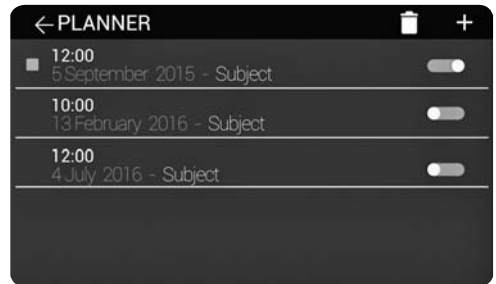 ←PLANNER +
12:00
5 September 2015 - Subject
10:00
13 February 2016 - Subject
12:00
4 July 2016 - Subject